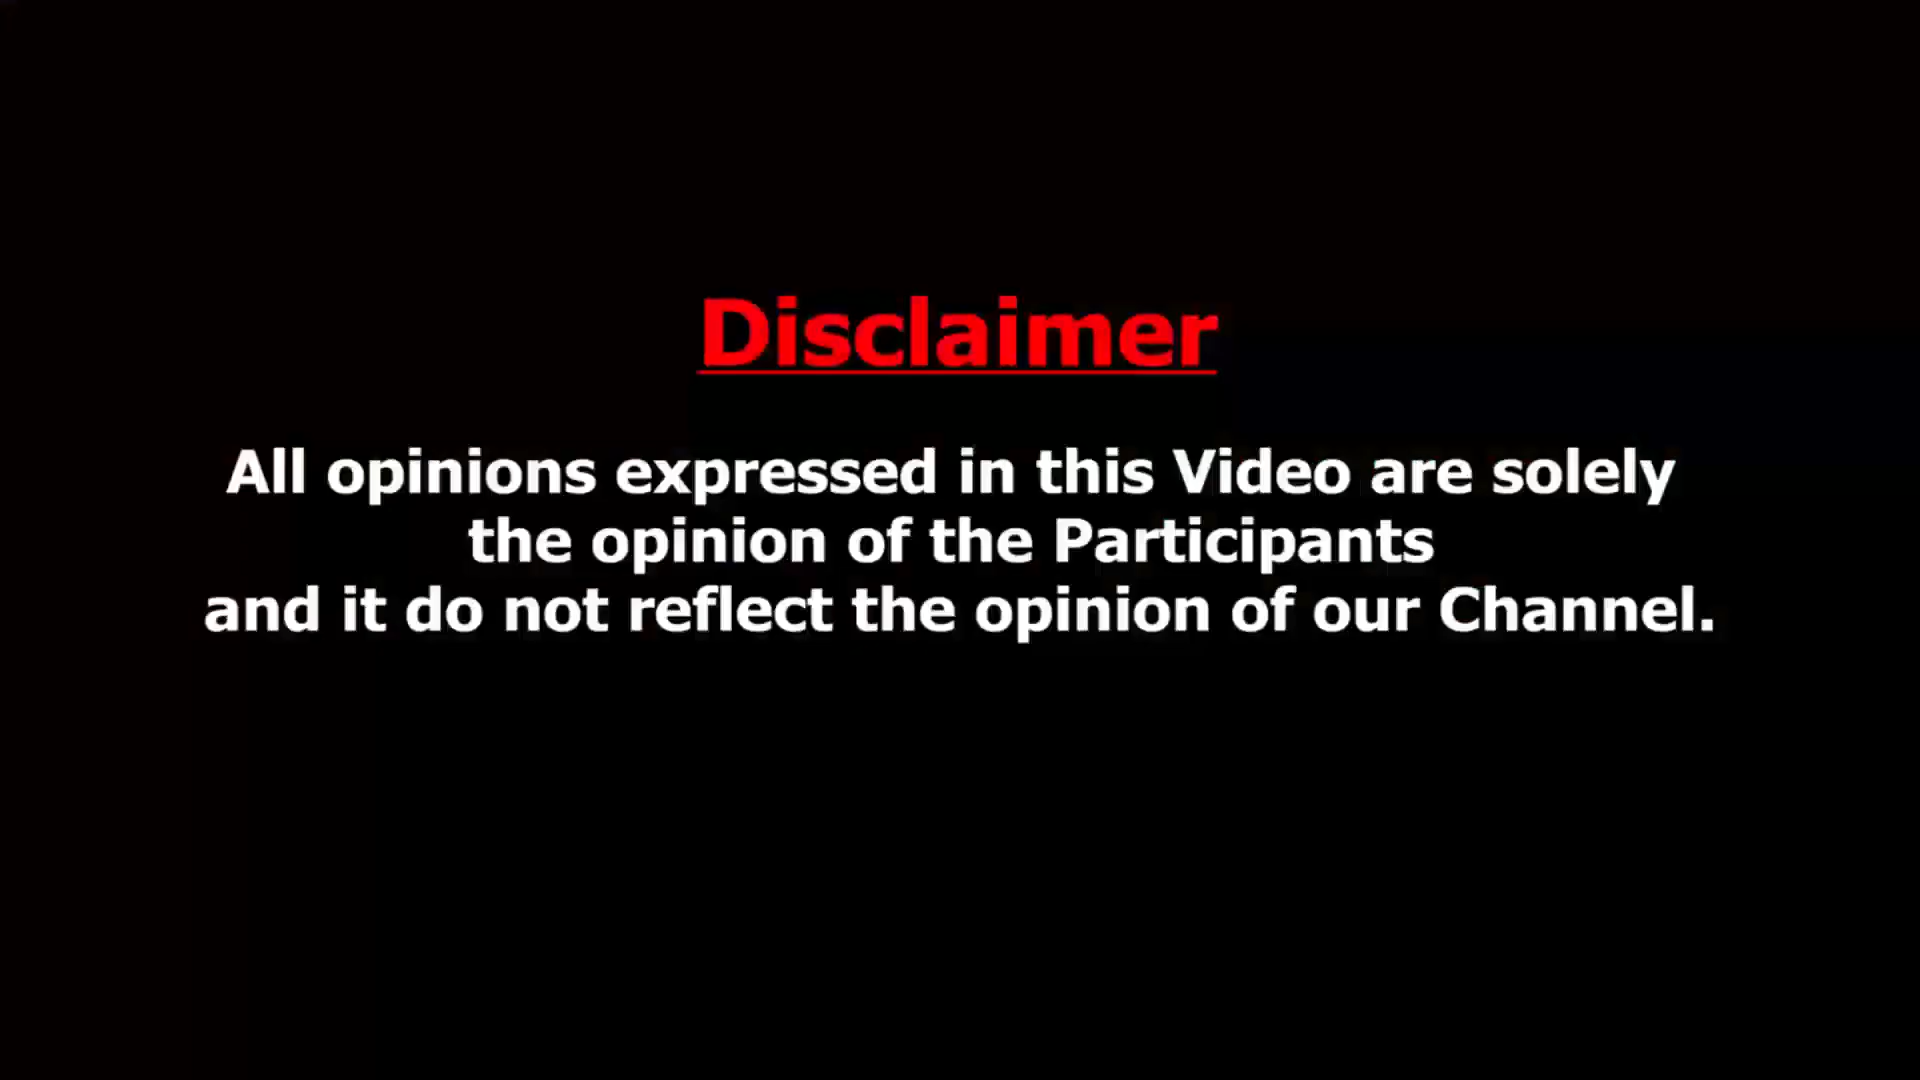 Disclaimer
All opinions expressed in this Video are solely
the opinion of the Participants
and it do not reflect the opinion of our Channel.